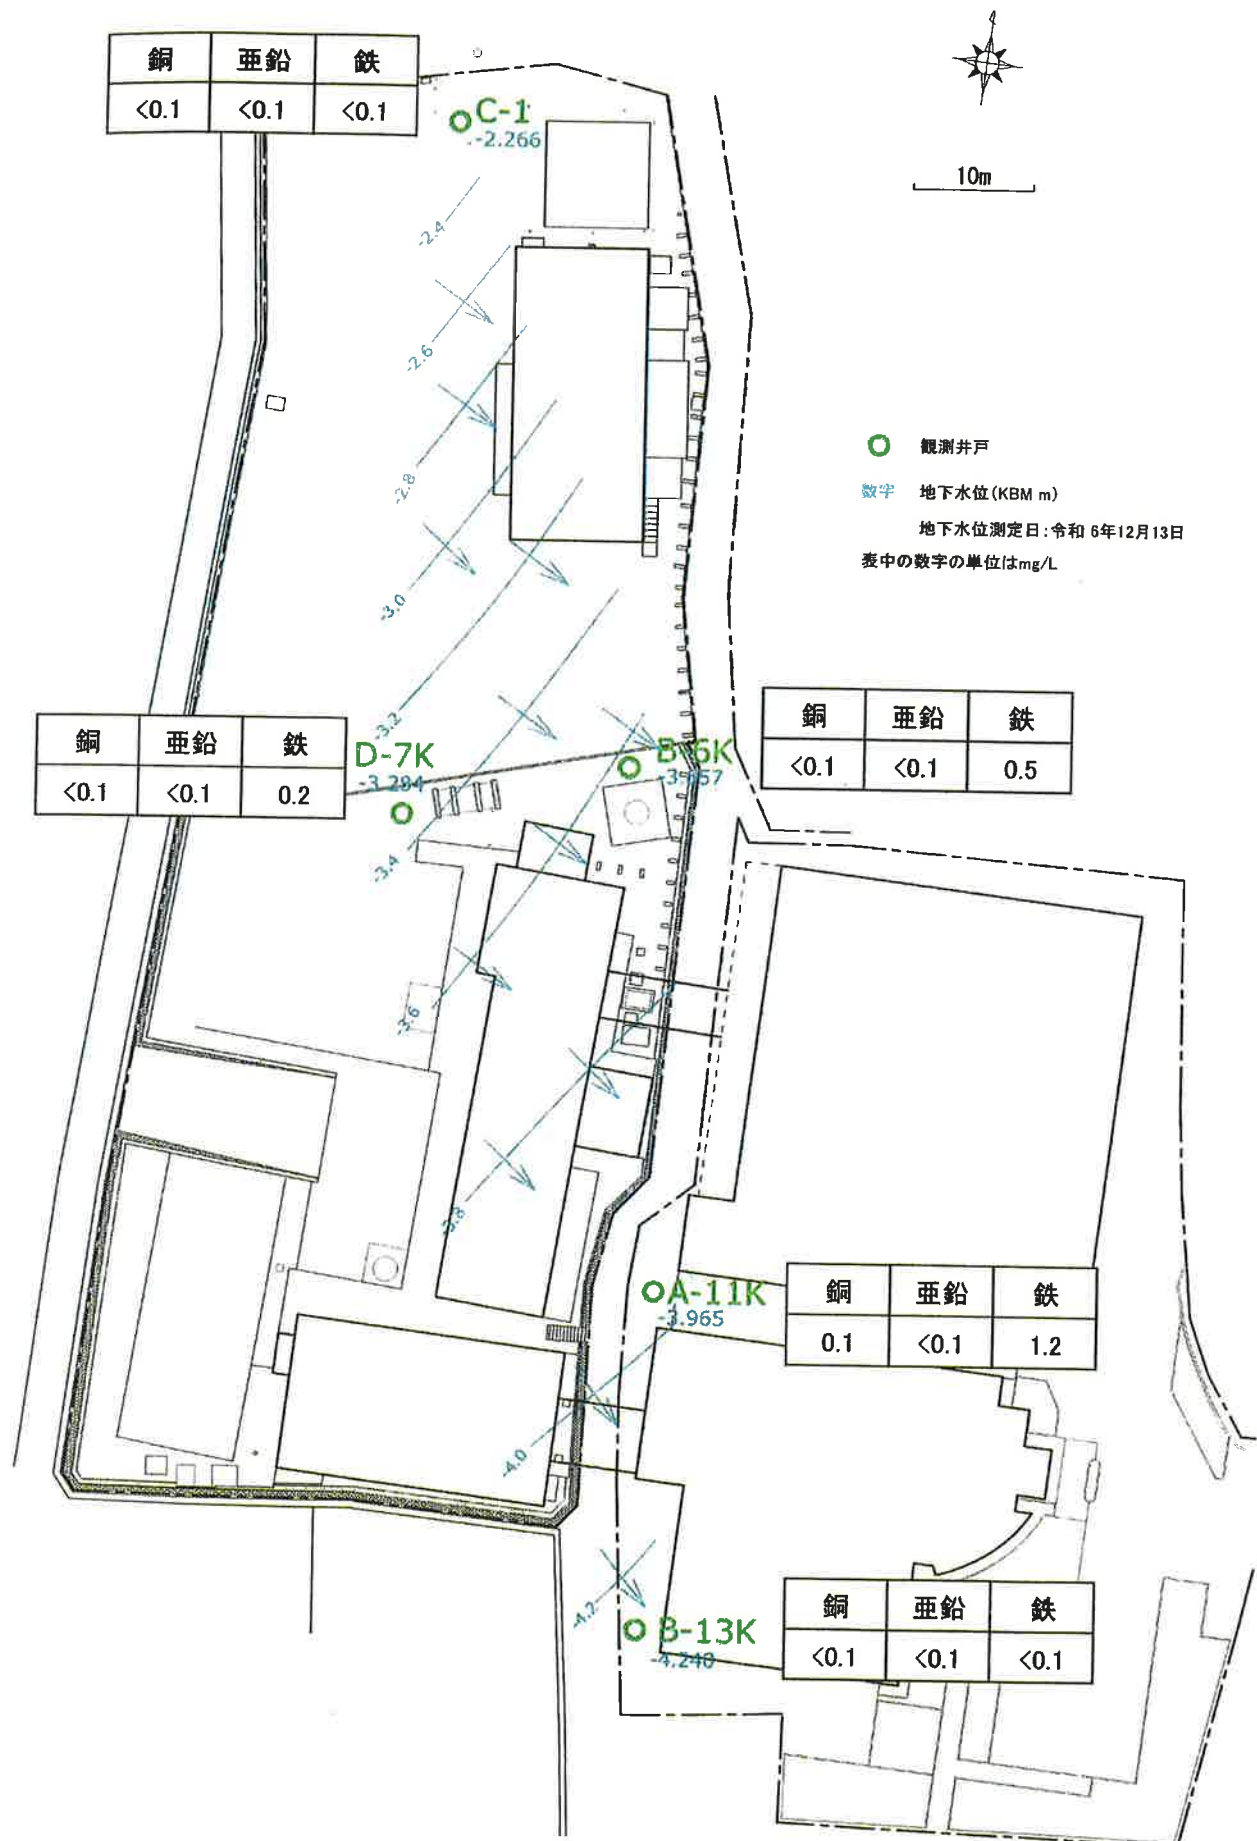 銅 亜鉛 鉄
<0.1 <0.1 <0.1
C-1
-2.266
10m
-2.4
-2.6
-2.8
-3.0
-3.2
観測井戸
数字 地下水位(KBM m)
地下水位測定日:令和 6年12月13日
表中の数字の単位はmg/L
銅 亜鉛 鉄
<0.1 <0.1 0.2
D-7K
-3.284
B-6K
銅 亜鉛 鉄
<0.1 <0.1 0.5
-3.4
-3.6
-3.8
A-11K
-3.965
銅 亜鉛 鉄
0.1 <0.1 1.2
-4.0
-4.2
B-13K
-4.240
銅 亜鉛 鉄
<0.1 <0.1 <0.1